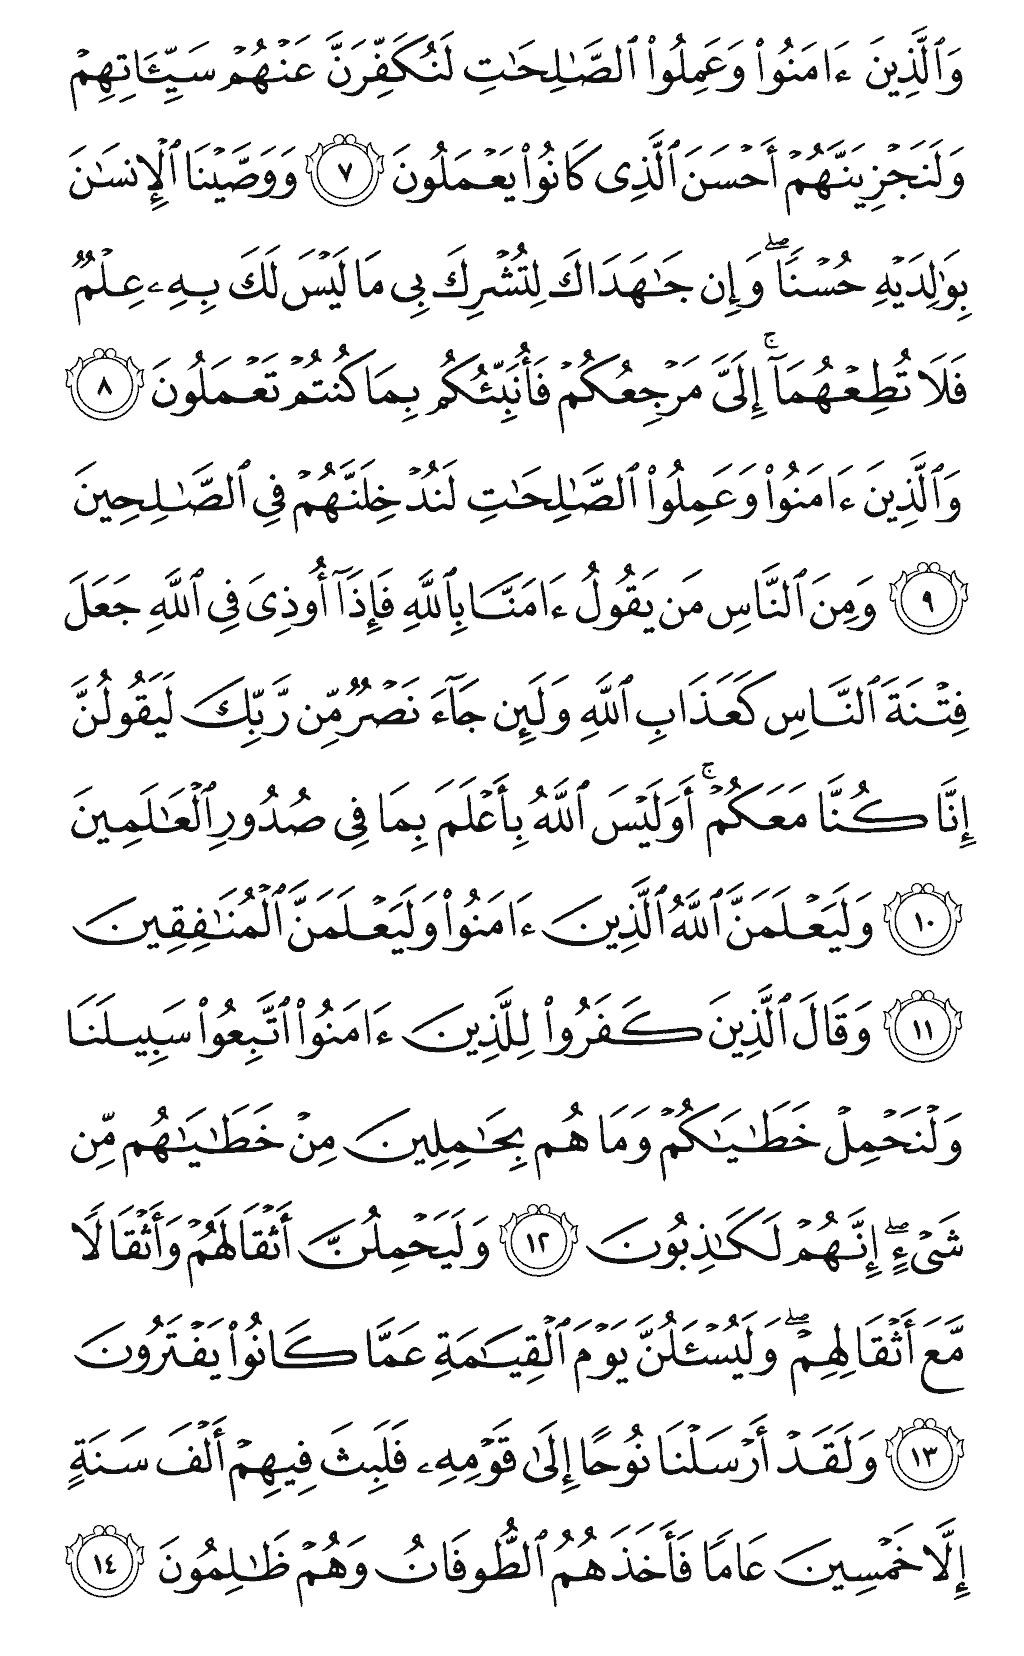 وَٱلَّذِينَ ءَامَنُوا۟ وَعَمِلُوا۟ ٱلصَّـٰلِحَـٰتِ لَنُكَفِّرَنَّ عَنْهُمْ سَيِّـَٔاتِهِمْ
وَلَنَجْزِيَنَّهُمْ أَحْسَنَ ٱلَّذِى كَانُوا۟ يَعْمَلُونَ ٧ وَوَصَّيْنَا ٱلْإِنسَـٰنَ
بِوَٰلِدَيْهِ حُسْنًا ۖ وَإِن جَـٰهَدَاكَ لِتُشْرِكَ بِى مَا لَيْسَ لَكَ بِهِۦ عِلْمٌ
فَلَا تُطِعْهُمَآ ۚ إِلَىَّ مَرْجِعُكُمْ فَأُنَبِّئُكُم بِمَا كُنتُمْ تَعْمَلُونَ ٨
وَٱلَّذِينَ ءَامَنُوا۟ وَعَمِلُوا۟ ٱلصَّـٰلِحَـٰتِ لَنُدْخِلَنَّهُمْ فِى ٱلصَّـٰلِحِينَ
٩ وَمِنَ ٱلنَّاسِ مَن يَقُولُ ءَامَنَّا بِٱللَّهِ فَإِذَآ أُوذِىَ فِى ٱللَّهِ جَعَلَ
فِتْنَةَ ٱلنَّاسِ كَعَذَابِ ٱللَّهِ وَلَئِن جَآءَ نَصْرٌ مِّن رَّبِّكَ لَيَقُولُنَّ
إِنَّا كُنَّا مَعَكُمْ ۚ أَوَلَيْسَ ٱللَّهُ بِأَعْلَمَ بِمَا فِى صُدُورِ ٱلْعَـٰلَمِينَ
١٠ وَلَيَعْلَمَنَّ ٱللَّهُ ٱلَّذِينَ ءَامَنُوا۟ وَلَيَعْلَمَنَّ ٱلْمُنَـٰفِقِينَ
١١ وَقَالَ ٱلَّذِينَ كَفَرُوا۟ لِلَّذِينَ ءَامَنُوا۟ ٱتَّبِعُوا۟ سَبِيلَنَا
وَلْنَحْمِلْ خَطَـٰيَـٰكُمْ وَمَا هُم بِحَـٰمِلِينَ مِنْ خَطَـٰيَـٰهُم مِّن
شَىْءٍ ۖ إِنَّهُمْ لَكَـٰذِبُونَ ١٢ وَلَيَحْمِلُنَّ أَثْقَالَهُمْ وَأَثْقَالًا
مَّعَ أَثْقَالِهِمْ ۖ وَلَيُسْـَٔلُنَّ يَوْمَ ٱلْقِيَـٰمَةِ عَمَّا كَانُوا۟ يَفْتَرُونَ
١٣ وَلَقَدْ أَرْسَلْنَا نُوحًا إِلَىٰ قَوْمِهِۦ فَلَبِثَ فِيهِمْ أَلْفَ سَنَةٍ
إِلَّا خَمْسِينَ عَامًا فَأَخَذَهُمُ ٱلطُّوفَانُ وَهُمْ ظَـٰلِمُونَ ١٤